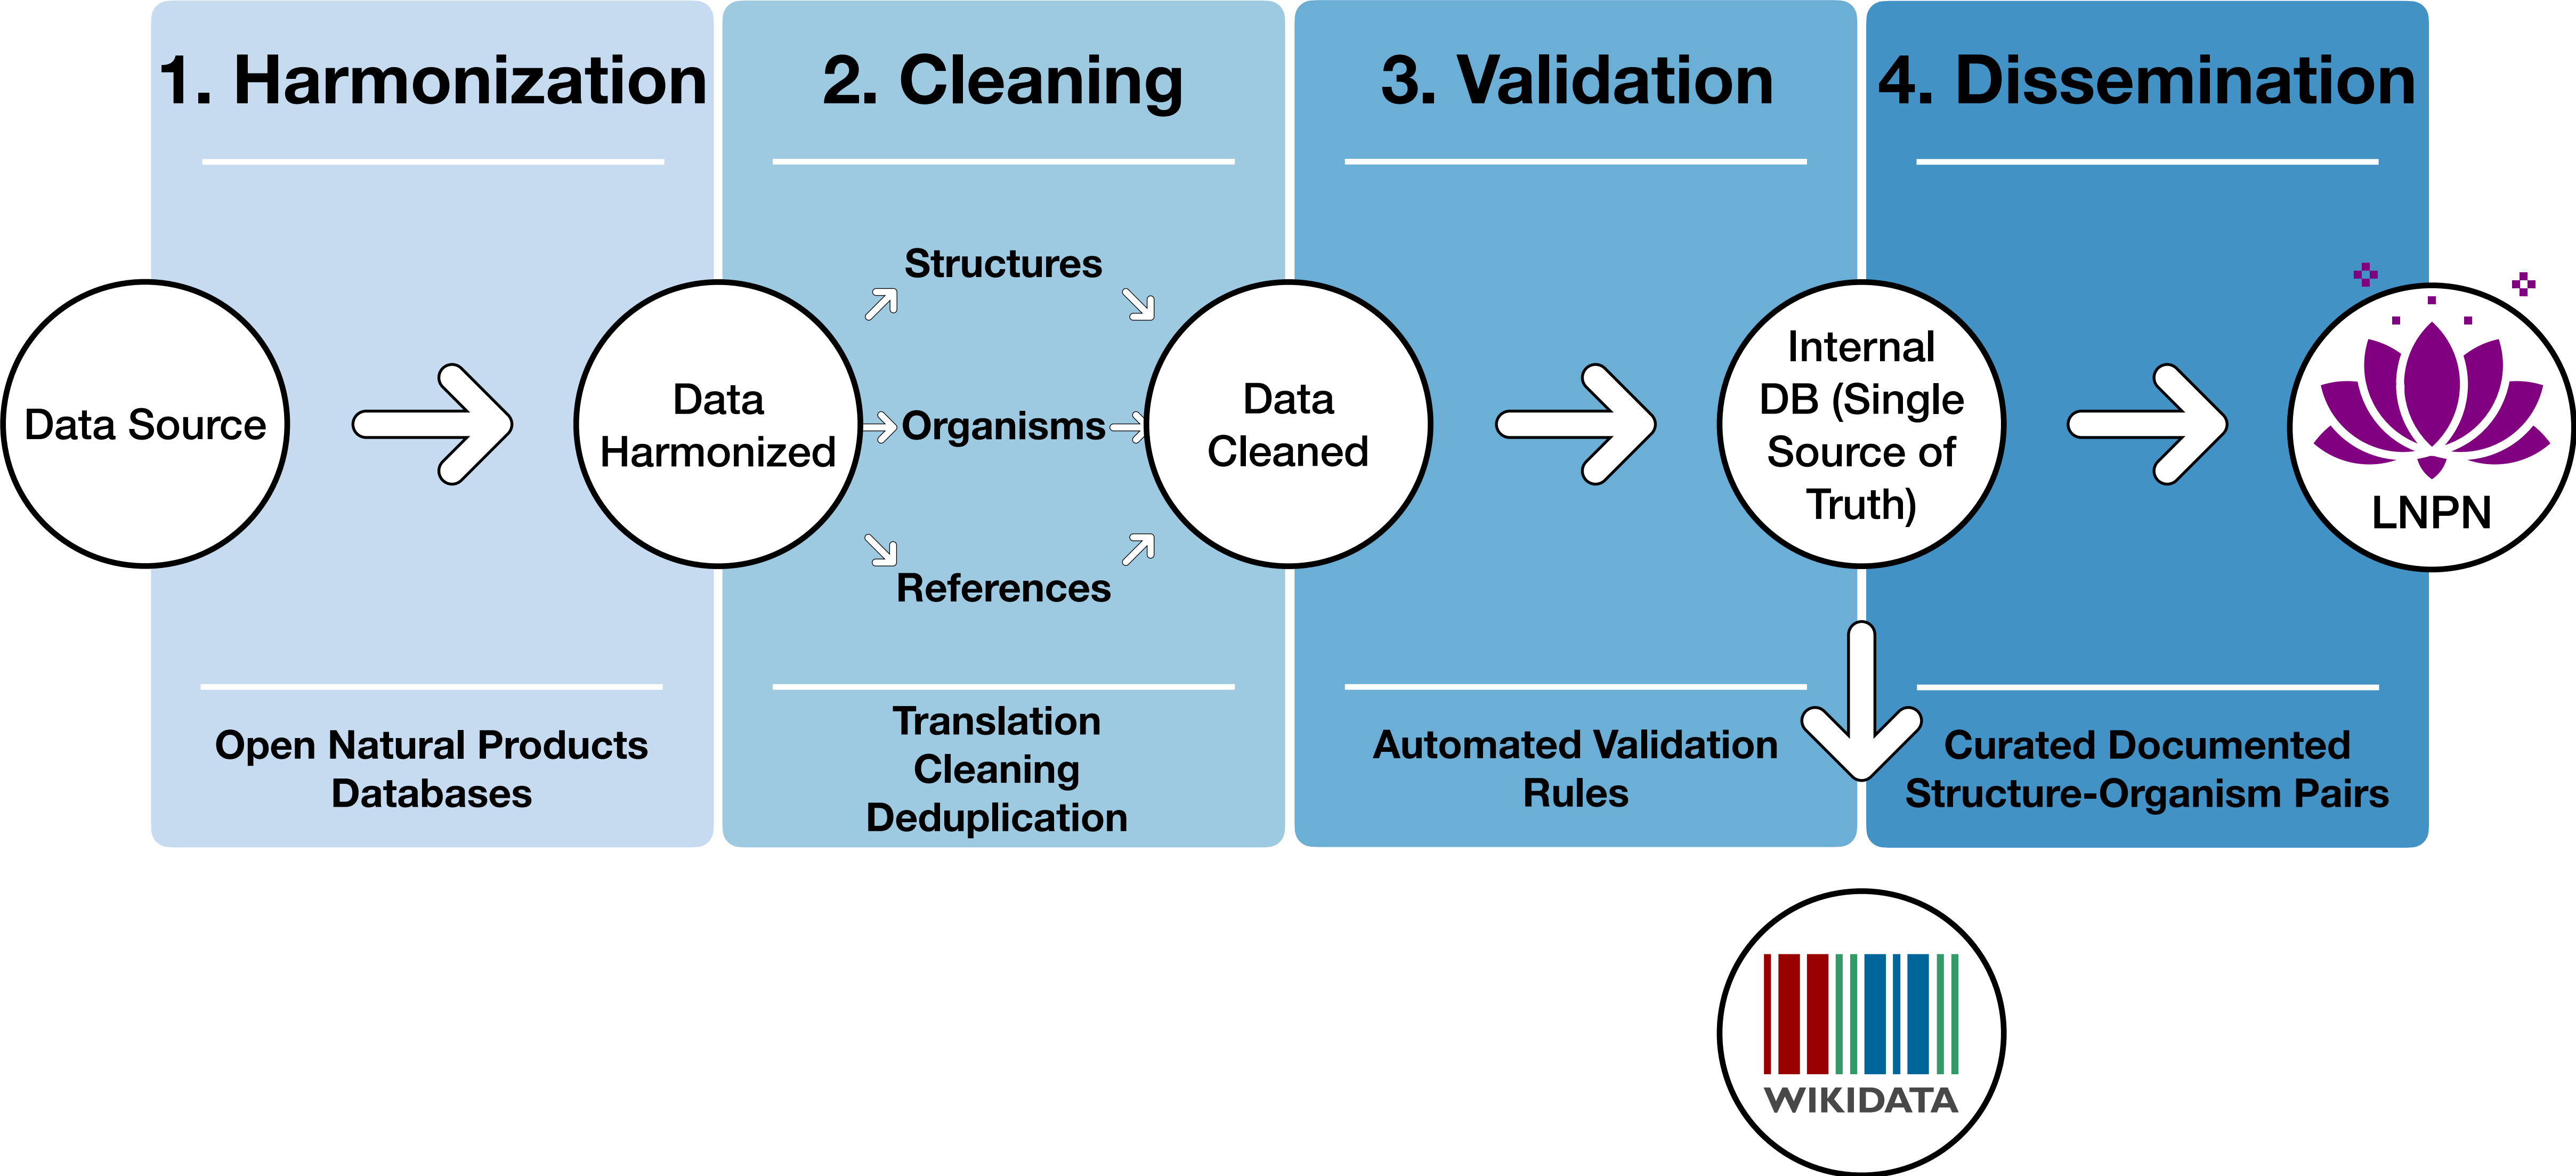 1. Harmonization
2. Cleaning
3. Validation
4. Dissemination
Data Source
Data
Harmonized
Structures
Organisms
References
Data
Cleaned
Internal
DB (Single
Source of
Truth)
LNPN
Open Natural Products
Databases
Translation
Cleaning
Deduplication
Automated Validation
Rules
Curated Documented
Structure-Organism Pairs
WIKIDATA